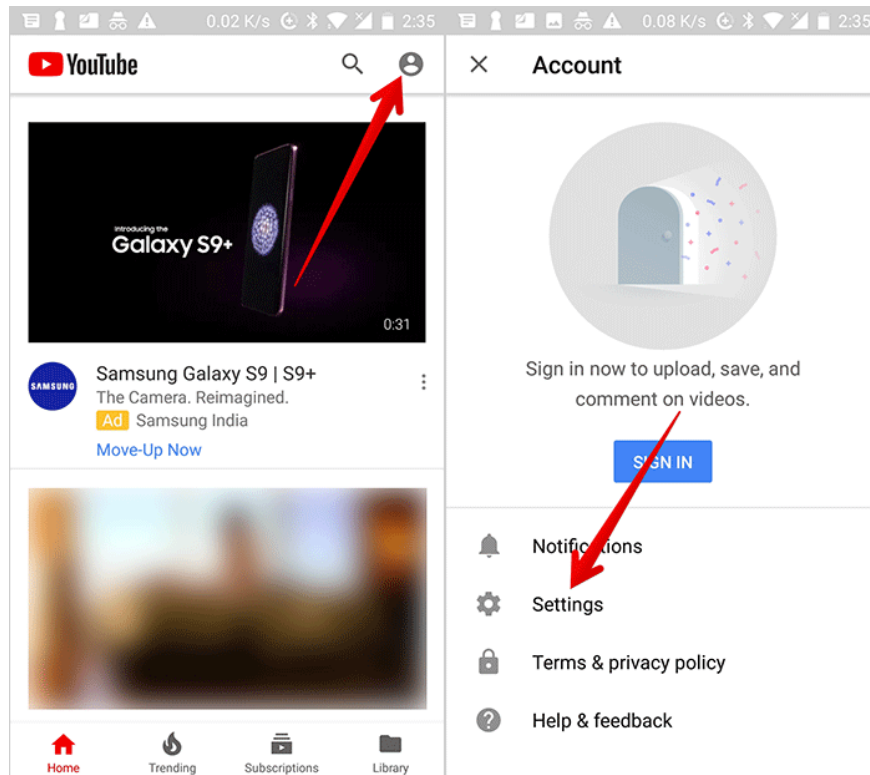 0.02 K/s 2:35
YouTube
Introducing the
Galaxy S9+
0:31
SAMSUNG
Samsung Galaxy S9 | S9+
The Camera. Reimagined.
Ad Samsung India
Move-Up Now
Home Trending Subscriptions Library
0.08 K/s 2:35
Account
Sign in now to upload, save, and
comment on videos.
SIGN IN
Notifications
Settings
Terms & privacy policy
Help & feedback